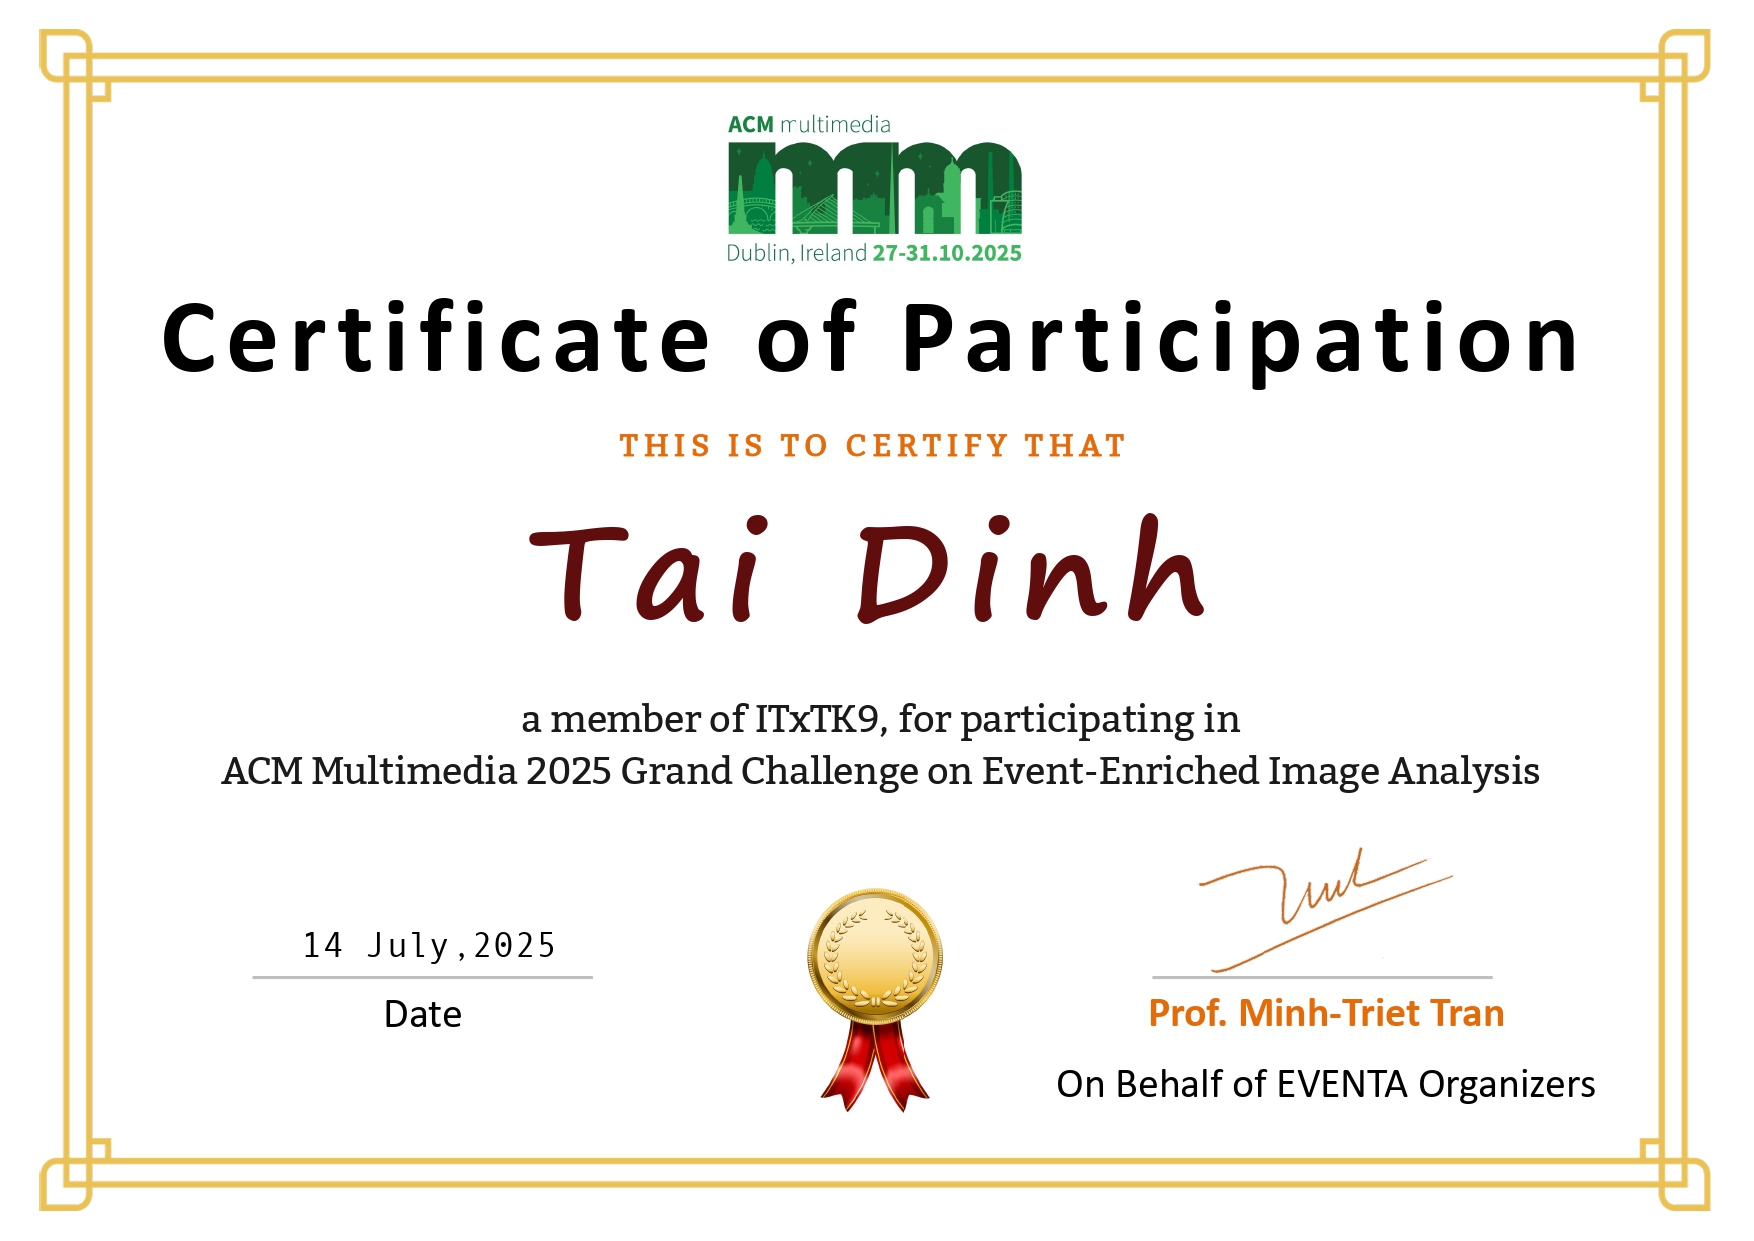 ACM multimedia
mm
Dublin, Ireland 27-31.10.2025
Certificate of Participation
THIS IS TO CERTIFY THAT
Tai Dinh
a member of ITxTK9, for participating in
ACM Multimedia 2025 Grand Challenge on Event-Enriched Image Analysis
14 July,2025
Date
Prof. Minh-Triet Tran
On Behalf of EVENTA Organizers